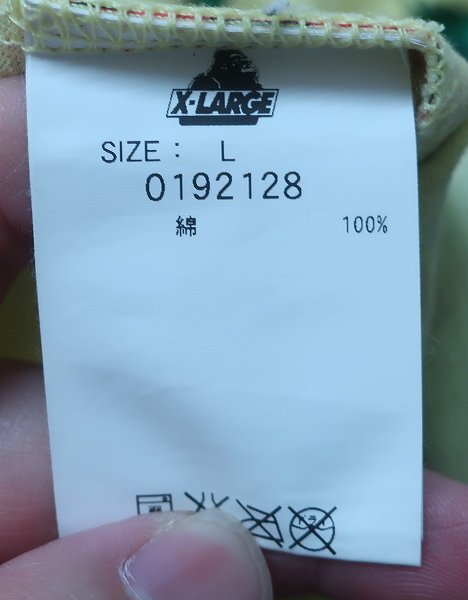 X-LARGE
SIZE: L
0192128
綿 100%